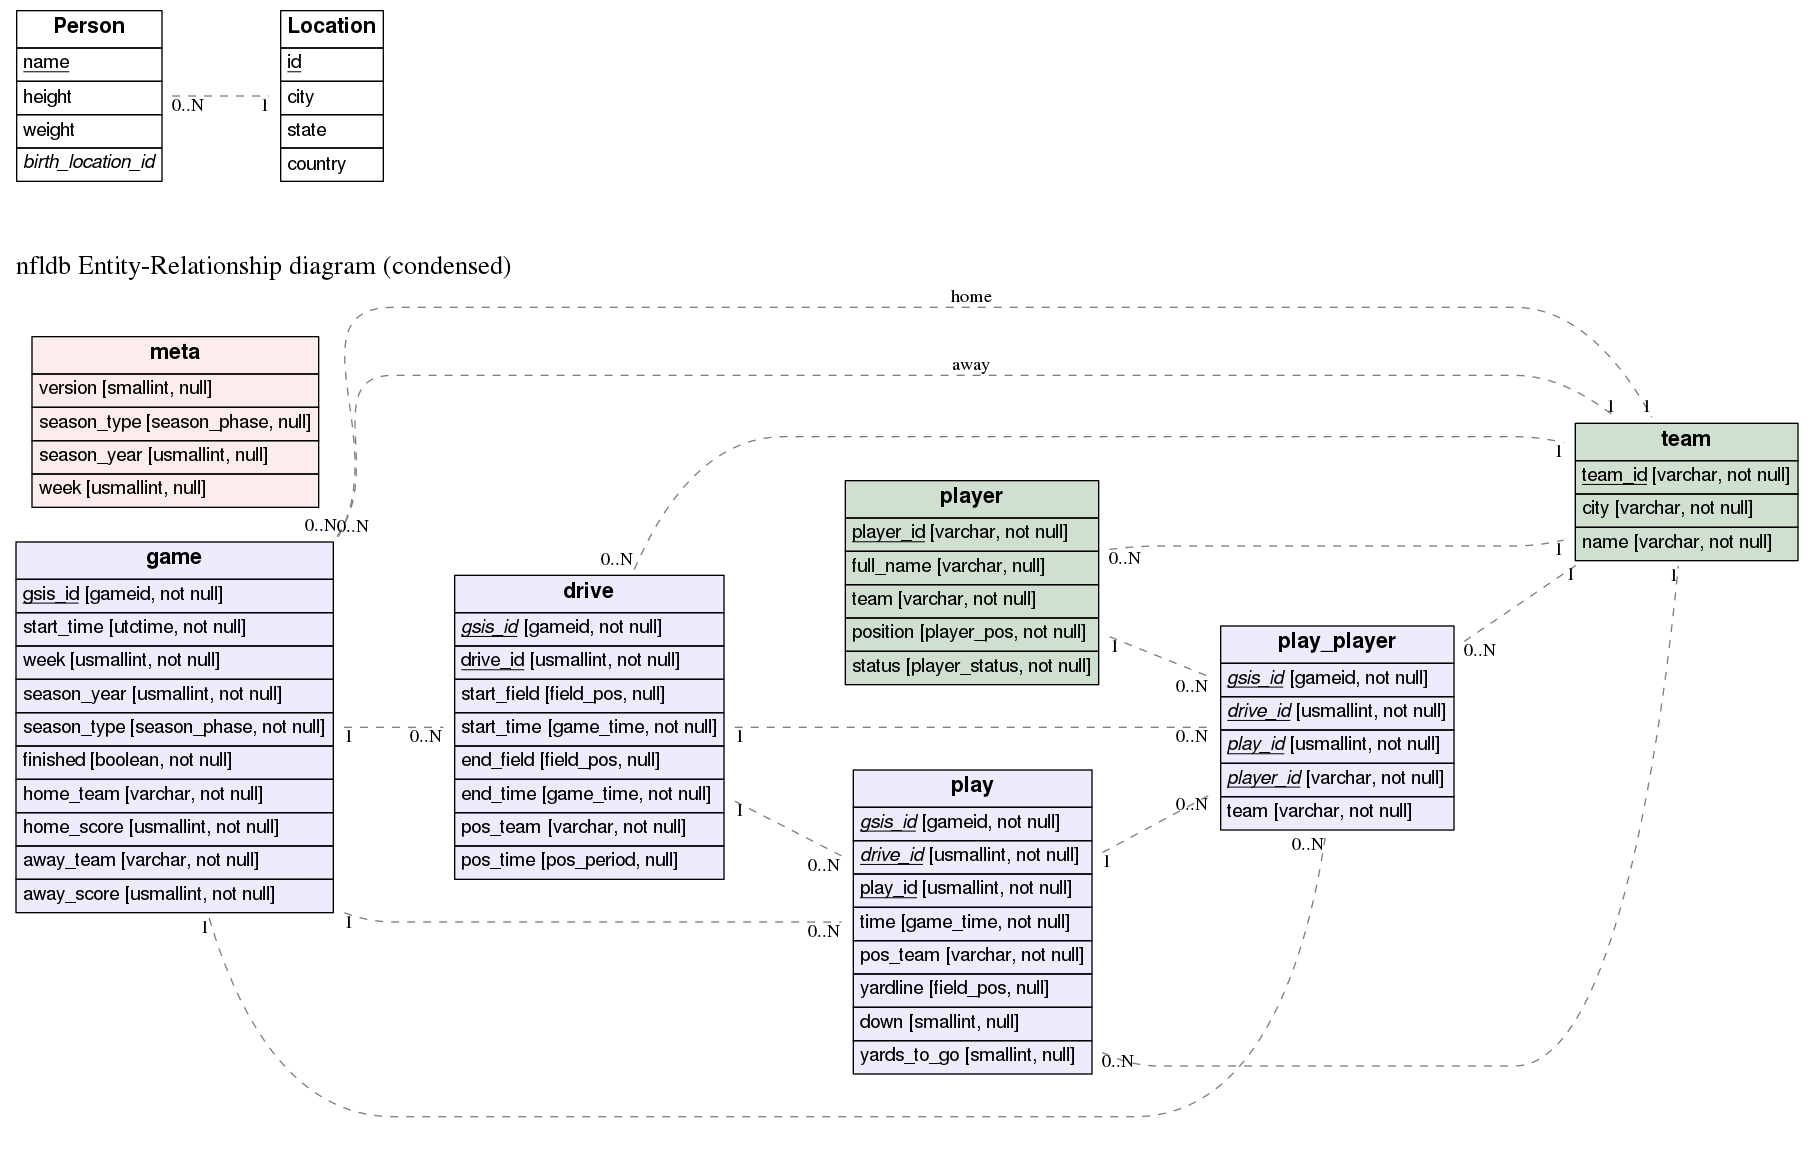 Person
name
height
weight
birth_location_id
0..N
1
Location
id
city
state
country
nfldb Entity-Relationship diagram (condensed)
home
away
meta
version [smallint, null]
season_type [season_phase, null]
season_year [usmallint, null]
week [usmallint, null]
0..N
0..N
1
1
team
team_id [varchar, not null]
city [varchar, not null]
name [varchar, not null]
1
1
1
1
game
gsis_id [gameid, not null]
start_time [utctime, not null]
week [usmallint, not null]
season_year [usmallint, not null]
season_type [season_phase, not null]
finished [boolean, not null]
home_team [varchar, not null]
home_score [usmallint, not null]
away_team [varchar, not null]
away_score [usmallint, not null]
1
1
1
0..N
0..N
drive
gsis_id [gameid, not null]
drive_id [usmallint, not null]
start_field [field_pos, null]
start_time [game_time, not null]
end_field [field_pos, null]
end_time [game_time, not null]
pos_team [varchar, not null]
pos_time [pos_period, null]
1
1
player
player_id [varchar, not null]
full_name [varchar, null]
team [varchar, not null]
position [player_pos, not null]
status [player_status, not null]
0..N
1
0..N
0..N
play
gsis_id [gameid, not null]
drive_id [usmallint, not null]
play_id [usmallint, not null]
time [game_time, not null]
pos_team [varchar, not null]
yardline [field_pos, null]
down [smallint, null]
yards_to_go [smallint, null]
1
0..N
0..N
0..N
0..N
0..N
0..N
play_player
gsis_id [gameid, not null]
drive_id [usmallint, not null]
play_id [usmallint, not null]
player_id [varchar, not null]
team [varchar, not null]